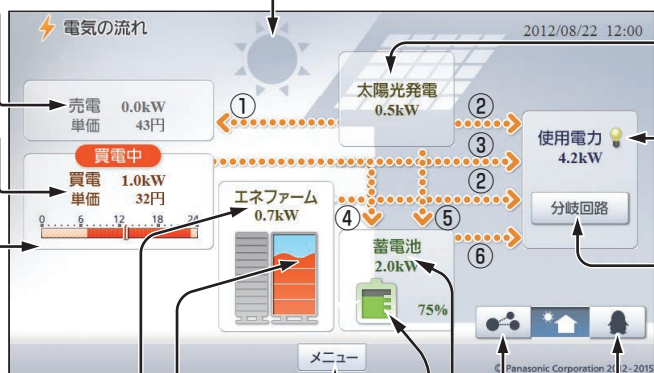 電気の流れ
2012/08/22 12:00
売電 0.0kW
単価 43円
①
太陽光発電
0.5kW
②
使用電力
4.2kW
分岐回路
買電中
買電 1.0kW
単価 32円
0 6 12 18 24
③
②
エネファーム
0.7kW
④
⑤
⑥
蓄電池
2.0kW
75%
メニュー
© Panasonic Corporation 2012-2015